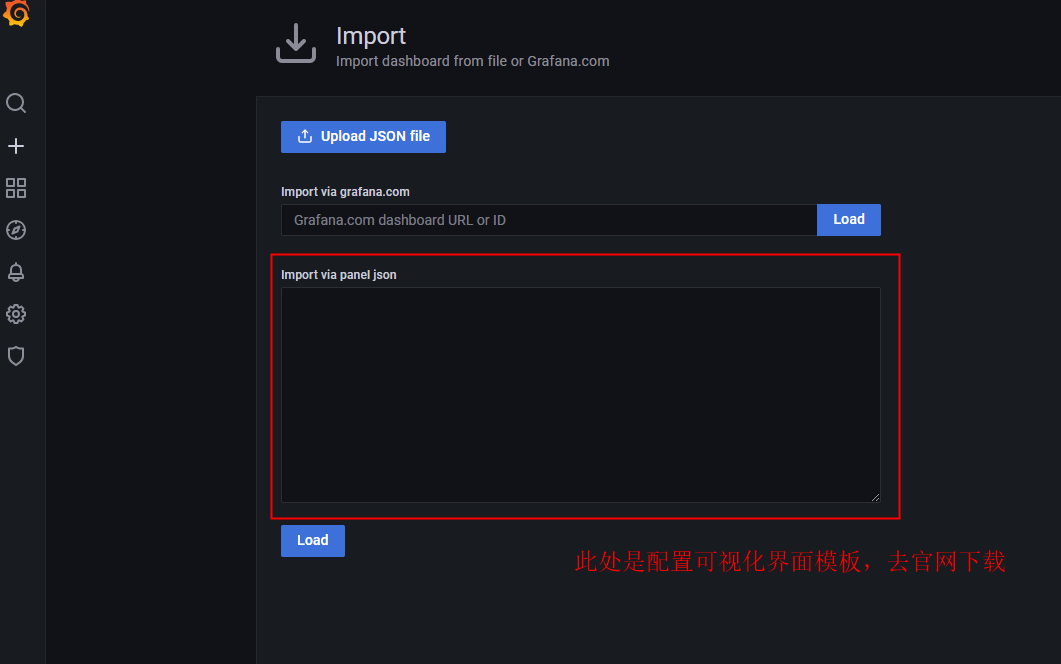 Import
Import dashboard from file or Grafana.com
Upload JSON file
Import via grafana.com
Grafana.com dashboard URL or ID
Load
Import via panel json
Load
此处是配置可视化界面模板，去官网下载